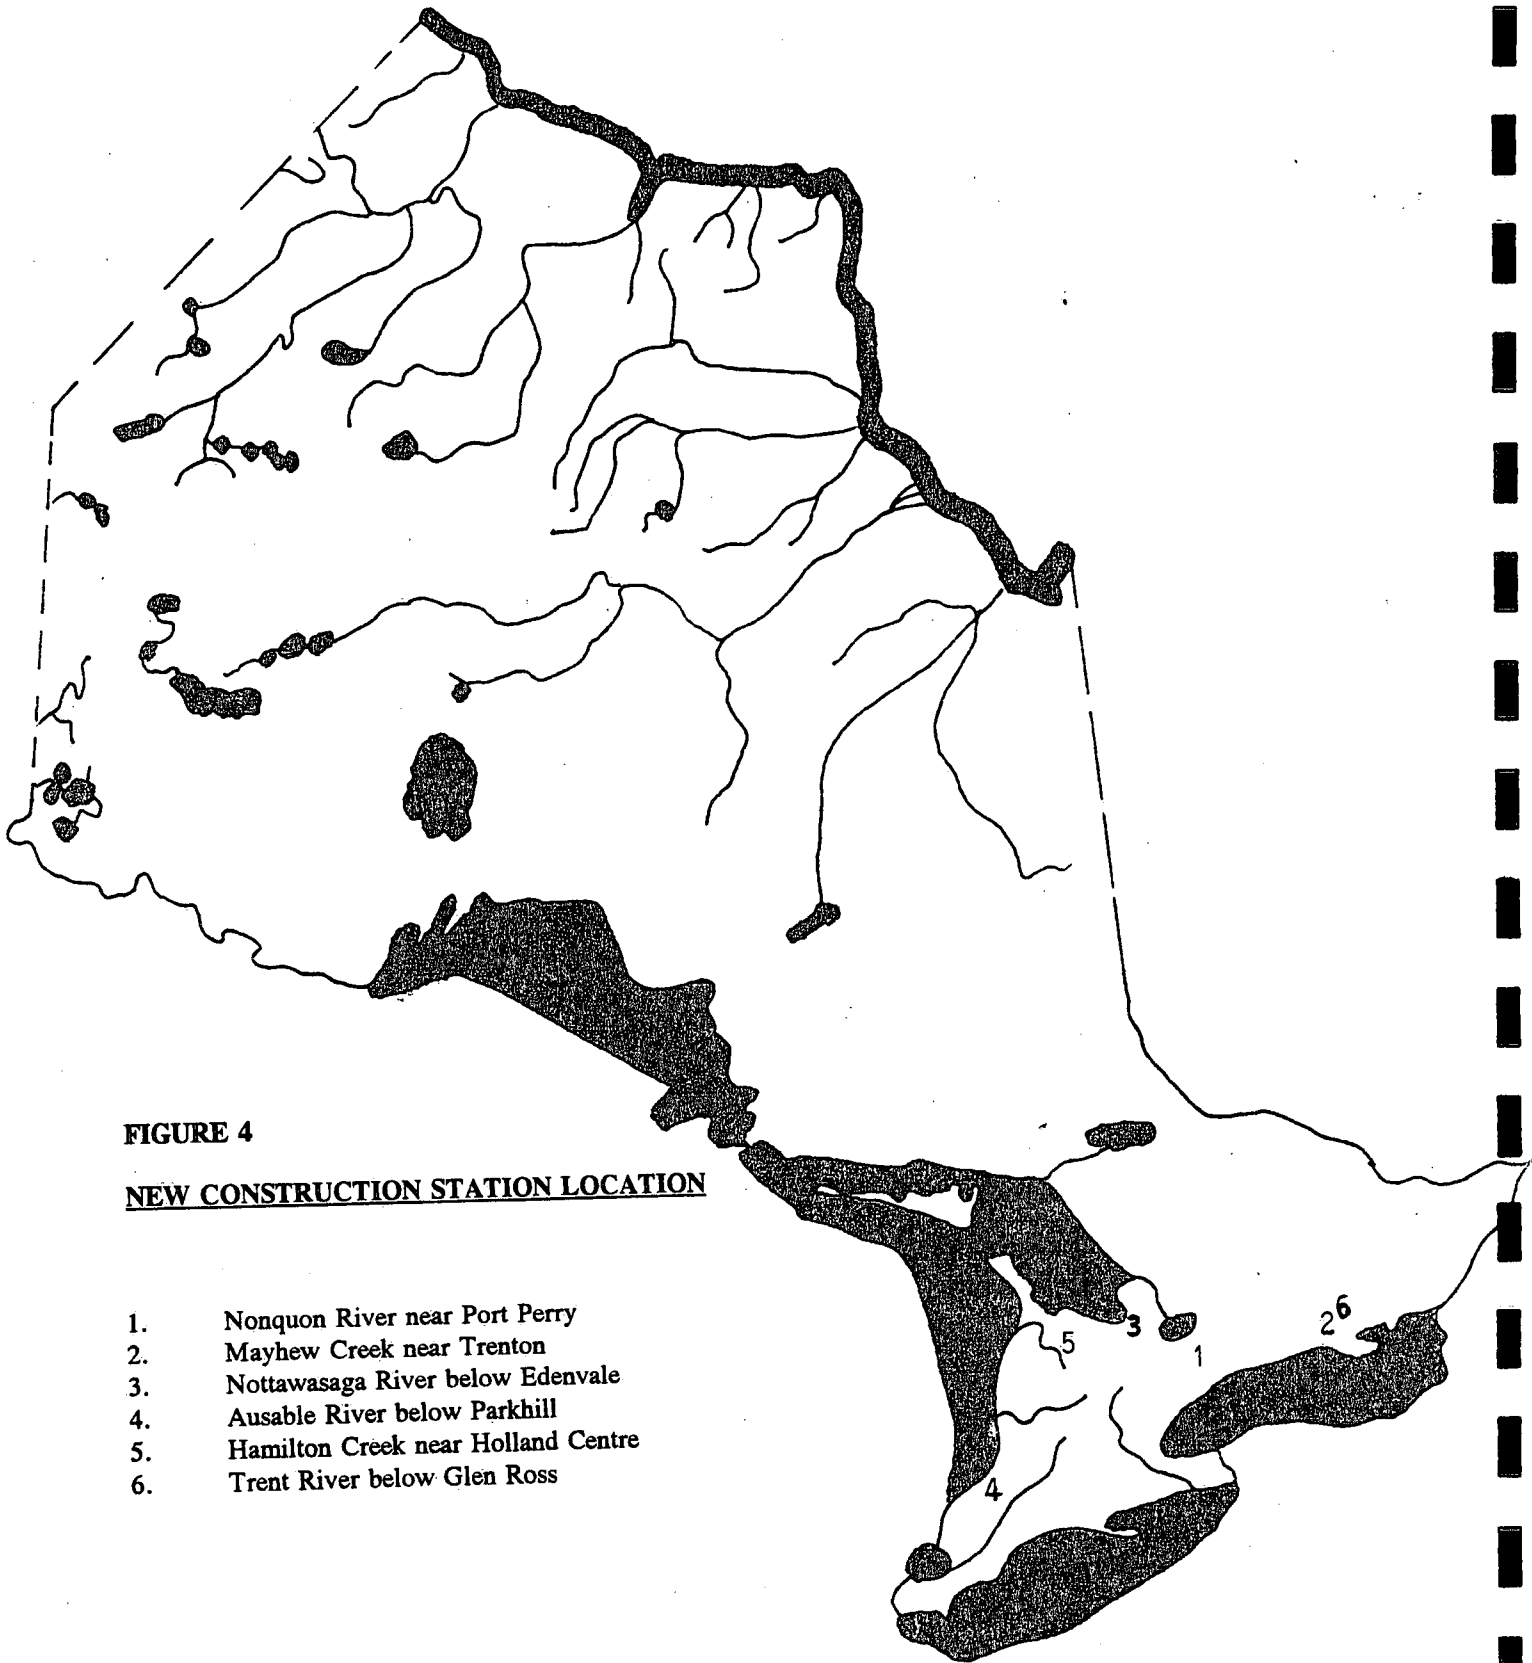 FIGURE 4
NEW CONSTRUCTION STATION LOCATION
1. Nonquon River near Port Perry
2. Mayhew Creek near Trenton
3. Nottawasaga River below Edenvale
4. Ausable River below Parkhill
5. Hamilton Creek near Holland Centre
6. Trent River below Glen Ross
2 6
3
5
1
4